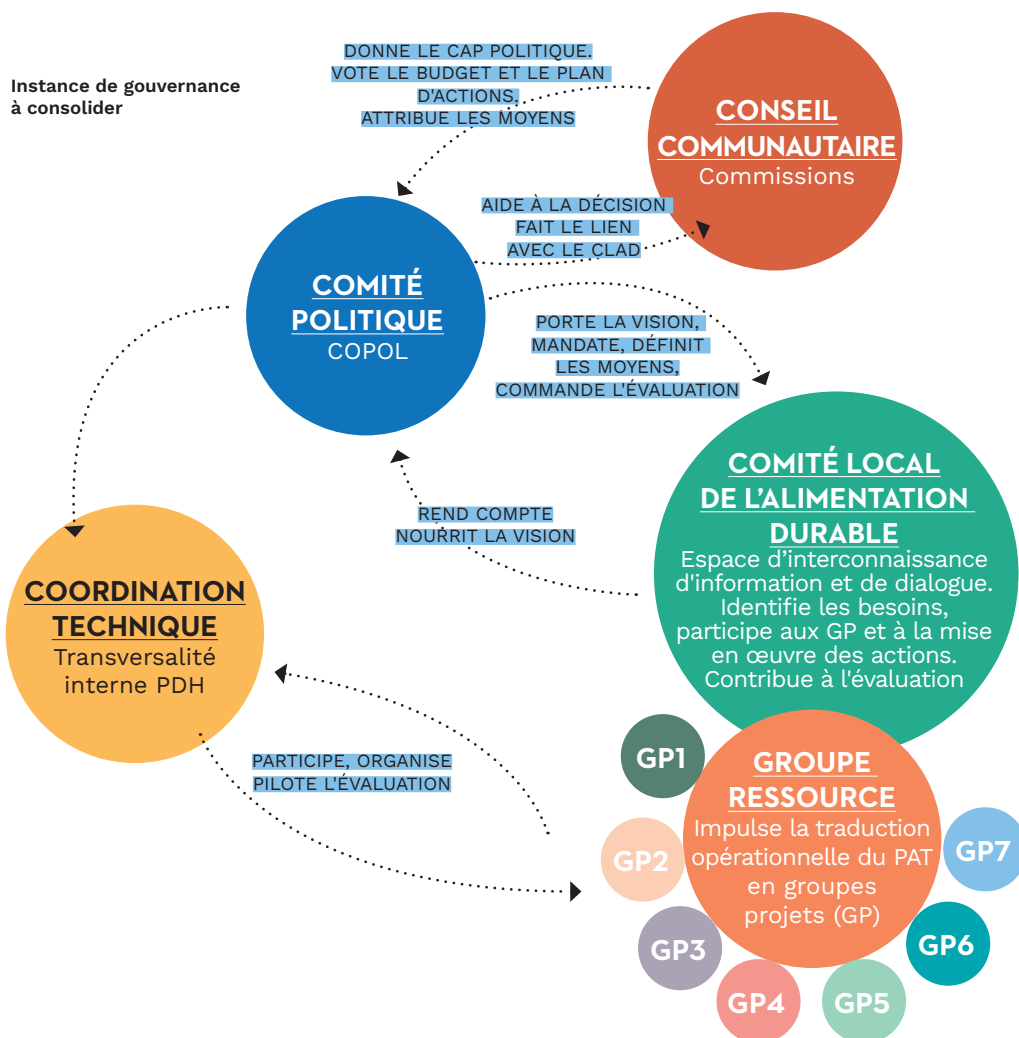 Instance de gouvernance
à consolider
DONNE LE CAP POLITIQUE.
VOTE LE BUDGET ET LE PLAN
D'ACTIONS.
ATTRIBUE LES MOYENS
CONSEIL
COMMUNAUTAIRE
Commissions
AIDE À LA DÉCISION
FAIT LE LIEN
AVEC LE CLAD
COMITÉ
POLITIQUE
COPOL
PORTE LA VISION,
MANDATE, DÉFINIT
LES MOYENS,
COMMANDE L'ÉVALUATION
COMITÉ LOCAL
DE L’ALIMENTATION
DURABLE
Espace d’interconnaissance
d'information et de dialogue.
Identifie les besoins,
participe aux GP et à la mise
en œuvre des actions.
Contribue à l'évaluation
REND COMPTE
NOURRIT LA VISION
COORDINATION
TECHNIQUE
Transversalité
interne PDH
PARTICIPE, ORGANISE
PILOTE L'ÉVALUATION
GROUPE
RESSOURCE
Impulse la traduction
opérationnelle du PAT
en groupes
projets (GP)
GP1
GP2
GP3
GP4
GP5
GP6
GP7